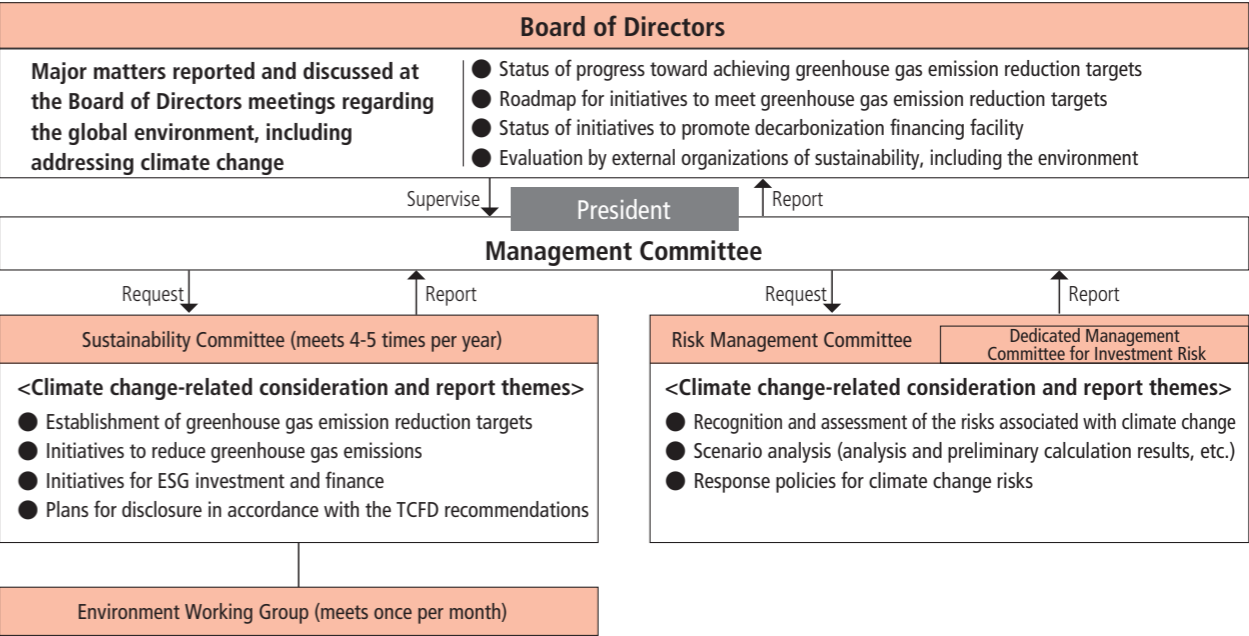 Board of Directors
Major matters reported and discussed at
the Board of Directors meetings regarding
the global environment, including
addressing climate change
● Status of progress toward achieving greenhouse gas emission reduction targets
● Roadmap for initiatives to meet greenhouse gas emission reduction targets
● Status of initiatives to promote decarbonization financing facility
● Evaluation by external organizations of sustainability, including the environment
Supervise
President
Report
Management Committee
Request
Report
Request
Report
Sustainability Committee (meets 4-5 times per year)
<Climate change-related consideration and report themes>
● Establishment of greenhouse gas emission reduction targets
● Initiatives to reduce greenhouse gas emissions
● Initiatives for ESG investment and finance
● Plans for disclosure in accordance with the TCFD recommendations
Risk Management Committee
Dedicated Management
Committee for Investment Risk
<Climate change-related consideration and report themes>
● Recognition and assessment of the risks associated with climate change
● Scenario analysis (analysis and preliminary calculation results, etc.)
● Response policies for climate change risks
Environment Working Group (meets once per month)